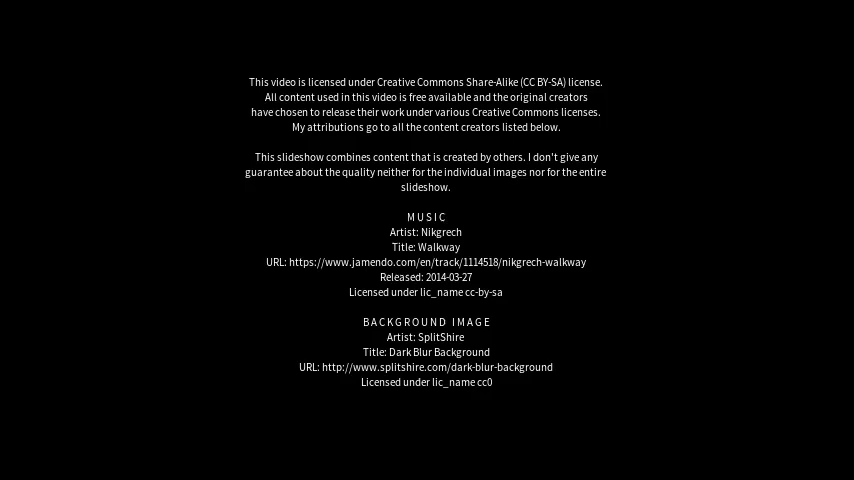 This video is licensed under Creative Commons Share-Alike (CC BY-SA) license.
All content used in this video is free available and the original creators
have chosen to release their work under various Creative Commons licenses.
My attributions go to all the content creators listed below.
This slideshow combines content that is created by others. I don't give any
guarantee about the quality neither for the individual images nor for the entire
slideshow.
MUSIC
Artist: Nikgrech
Title: Walkway
URL: https://www.jamendo.com/en/track/1114518/nikgrech-walkway
Released: 2014-03-27
Licensed under lic_name cc-by-sa
BACKGROUND IMAGE
Artist: SplitShire
Title: Dark Blur Background
URL: http://www.splitshire.com/dark-blur-background
Licensed under lic_name cc0